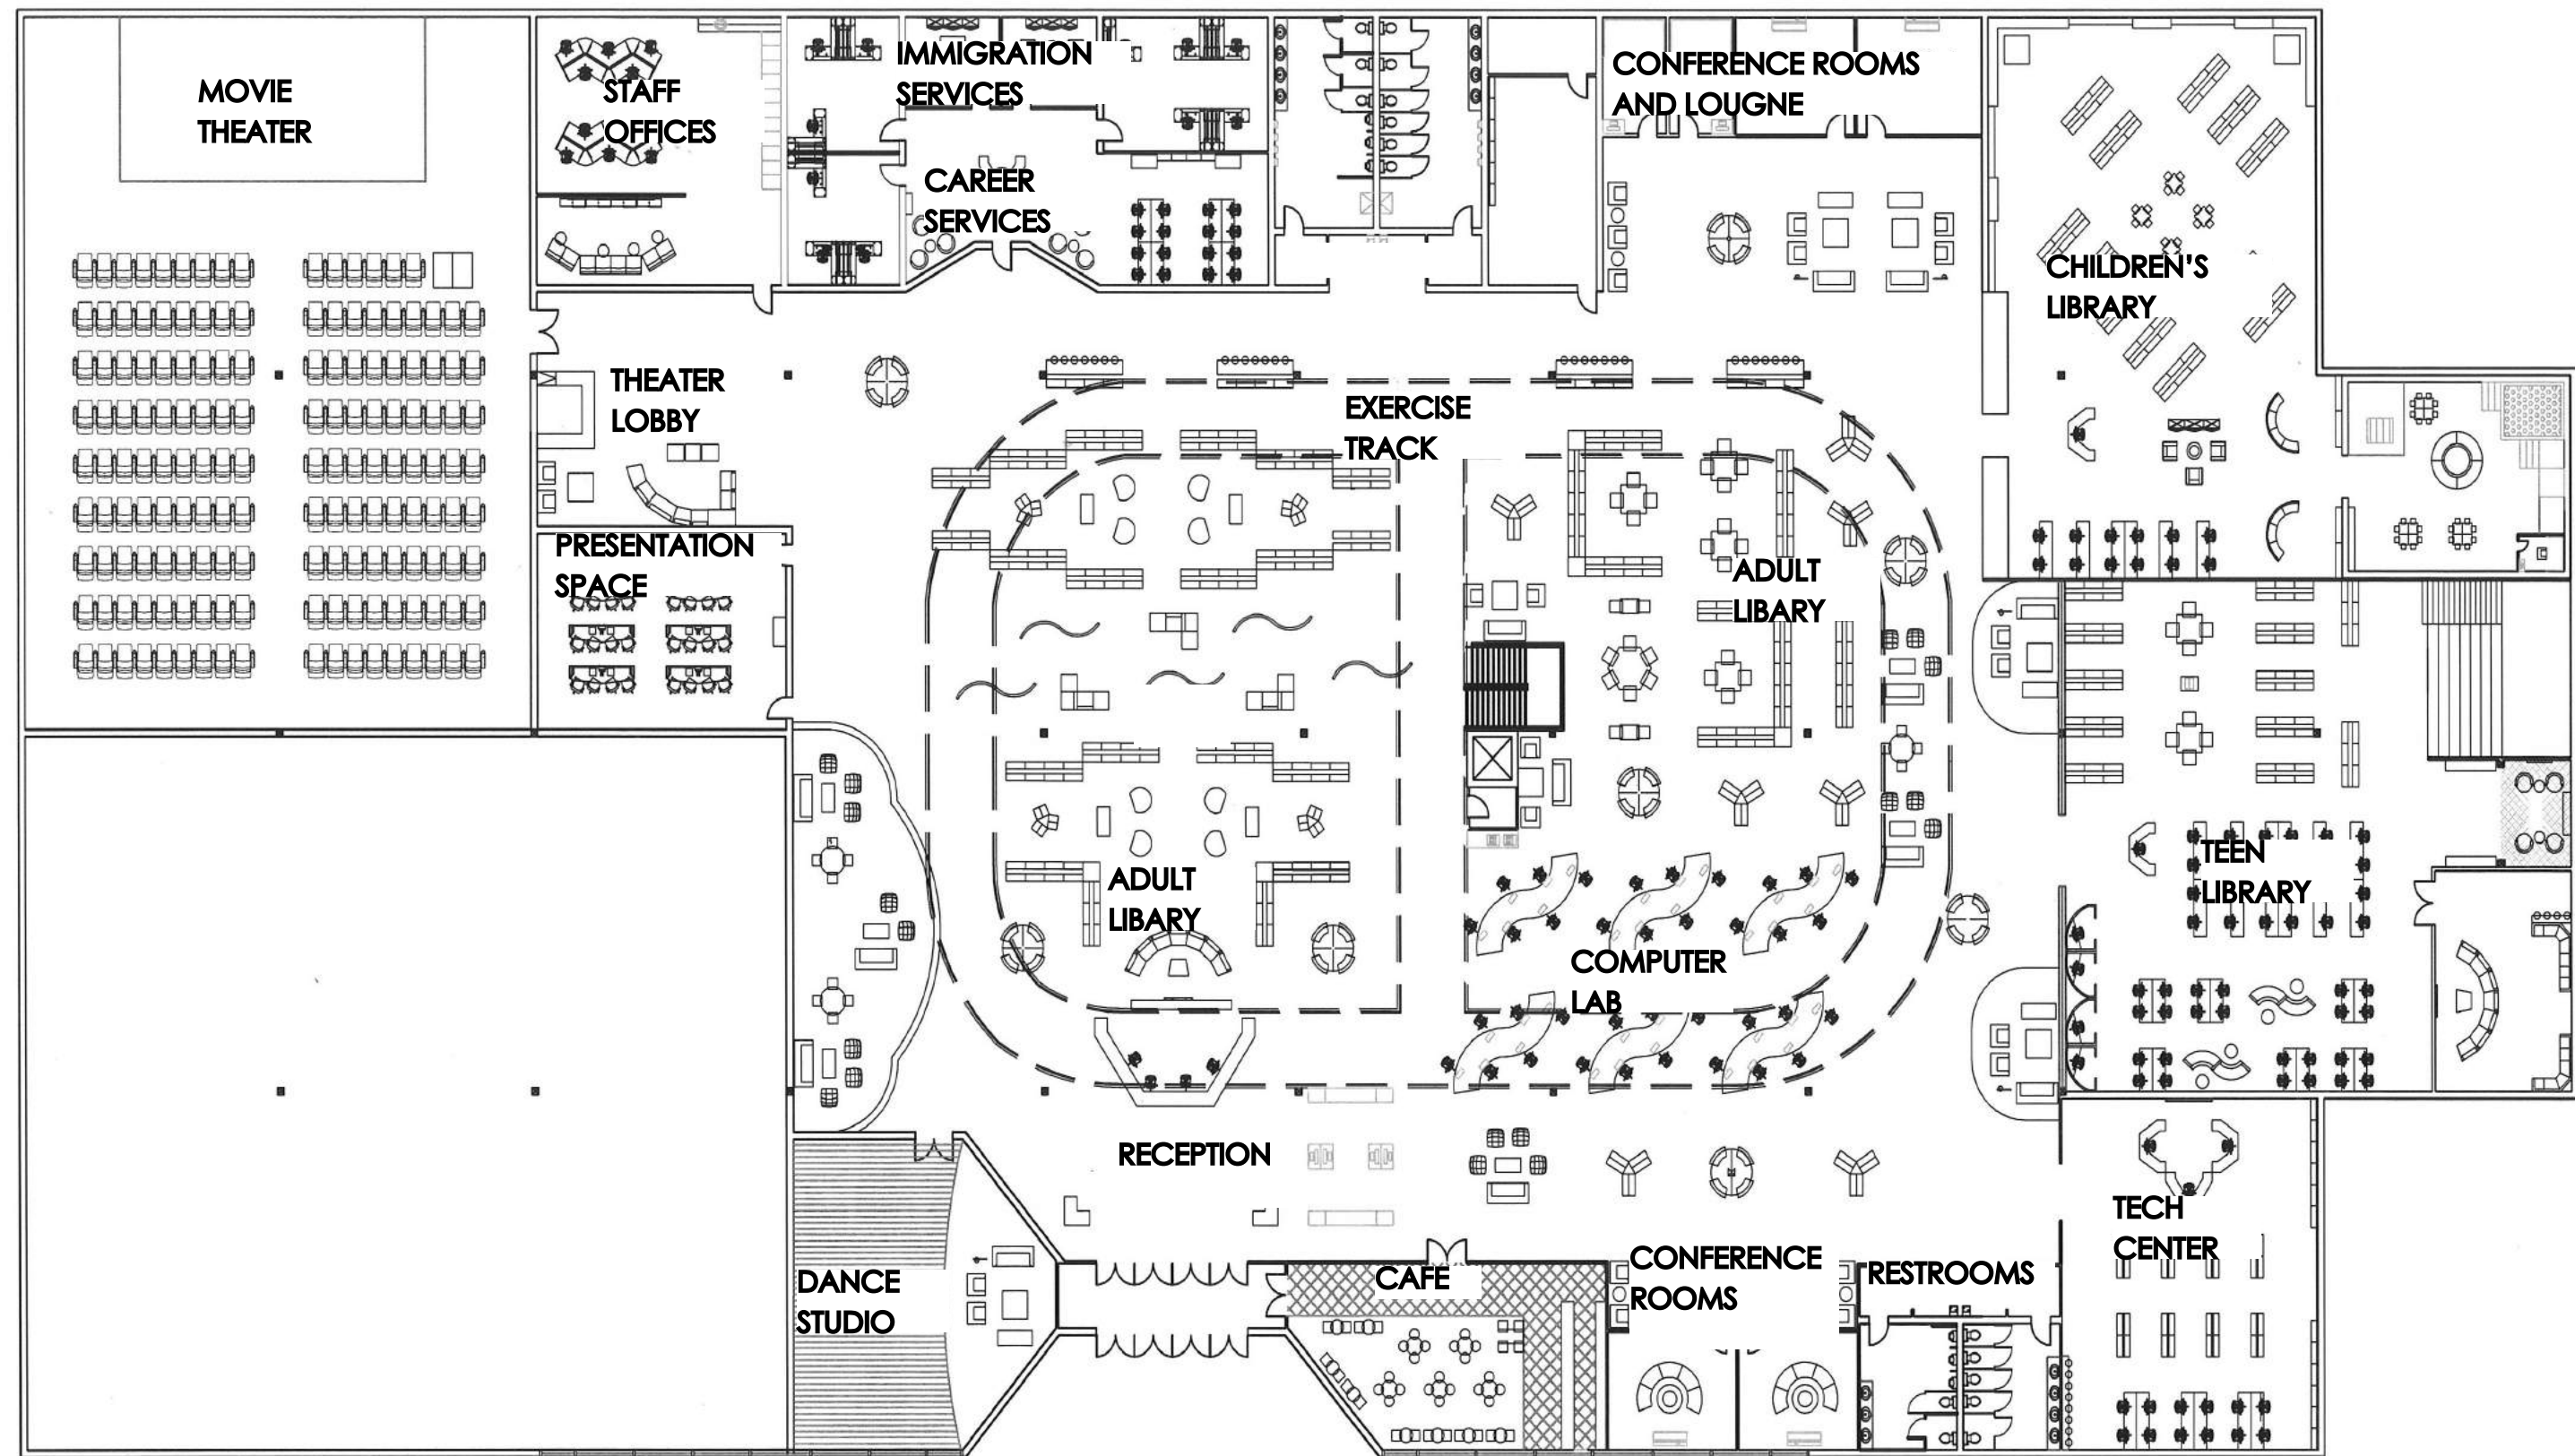 MOVIE
THEATER
STAFF
OFFICES
IMMIGRATION
SERVICES
CAREER
SERVICES
CONFERENCE ROOMS
AND LOUGNE
CHILDREN'S
LIBRARY
THEATER
LOBBY
EXERCISE
TRACK
PRESENTATION
SPACE
ADULT
LIBARY
ADULT
LIBARY
TEEN
LIBRARY
COMPUTER
LAB
RECEPTION
TECH
CENTER
DANCE
STUDIO
CAFE
CONFERENCE
ROOMS
RESTROOMS